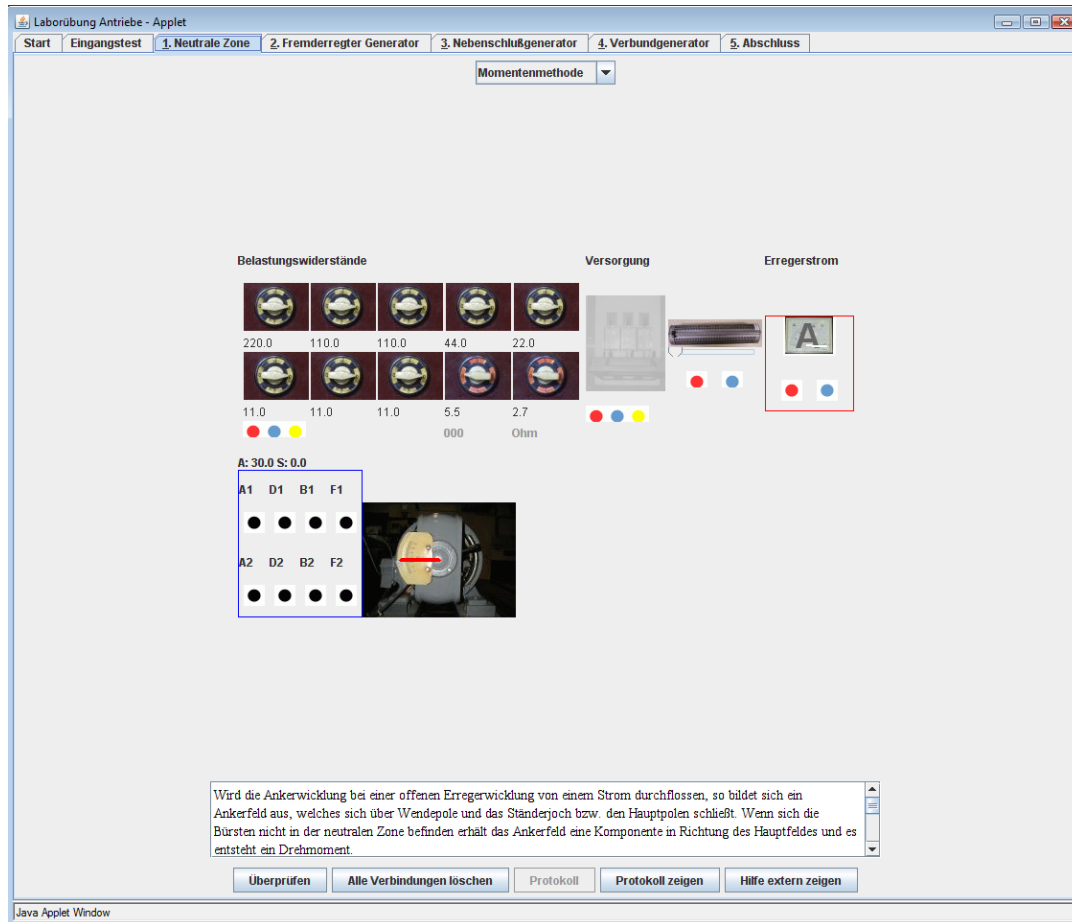 Laborübung Antriebe - Applet
Start Eingangstest 1. Neutrale Zone 2. Fremderregter Generator 3. Nebenschlußgenerator 4. Verbundgenerator 5. Abschluss
Momentenmethode
Belastungswiderstände Versorgung Erregerstrom
A
220.0 110.0 110.0 44.0 22.0
11.0 11.0 11.0 5.5 2.7
000 Ohm
A: 30.0 S: 0.0
A1 D1 B1 F1
A2 D2 B2 F2
Wird die Ankerwicklung bei einer offenen Erregerwicklung von einem Strom durchflossen, so bildet sich ein
Ankerfeld aus, welches sich über Wendepole und das Ständerjoch bzw. den Hauptpolen schließt. Wenn sich die
Bürsten nicht in der neutralen Zone befinden erhält das Ankerfeld eine Komponente in Richtung des Hauptfeldes und es
entsteht ein Drehmoment.
Überprüfen Alle Verbindungen löschen Protokoll Protokoll zeigen Hilfe extern zeigen
Java Applet Window